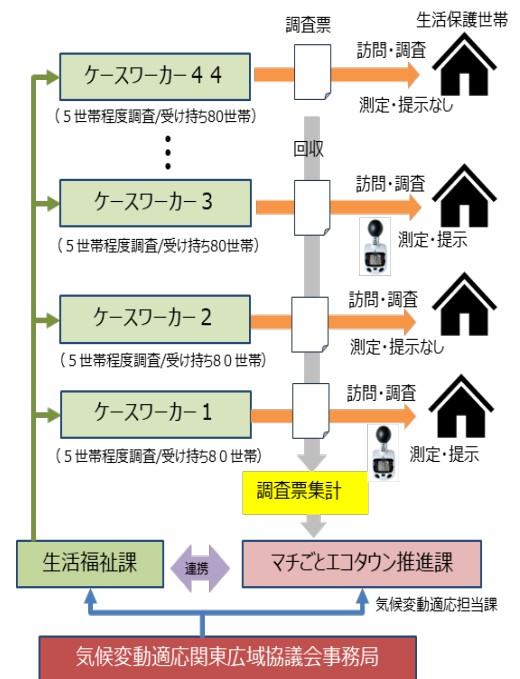 調査票
生活保護世帯
訪問・調査
ケースワーカー４４
測定・提示なし
（５世帯程度調査/受け持ち80世帯）
回収
訪問・調査
ケースワーカー３
測定・提示
（５世帯程度調査/受け持ち80世帯）
訪問・調査
ケースワーカー２
測定・提示なし
（５世帯程度調査/受け持ち８０世帯）
訪問・調査
ケースワーカー１
測定・提示
（５世帯程度調査/受け持ち８０世帯）
調査票集計
生活福祉課
連携
マチごとエコタウン推進課
気候変動適応担当課
気候変動適応関東広域協議会事務局